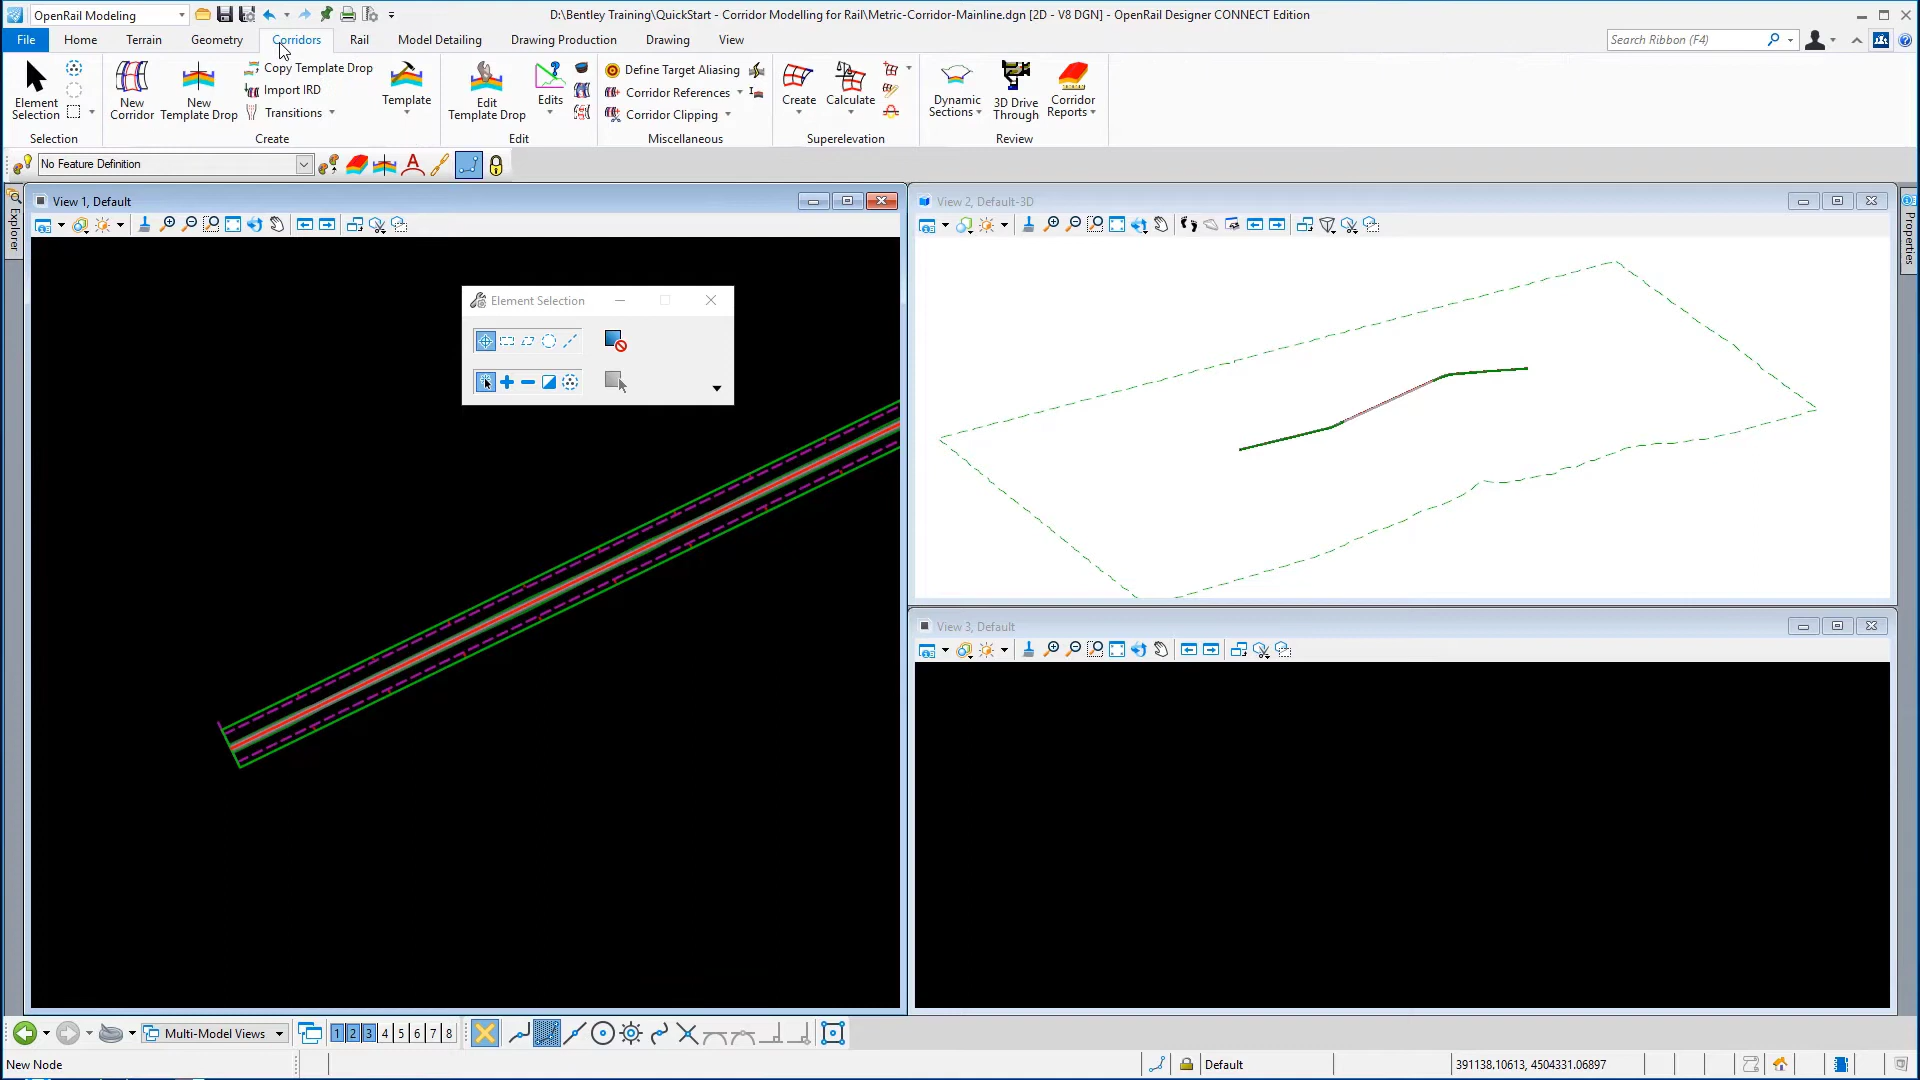 OpenRail Modeling
D:\Bentley Training\QuickStart - Corridor Modelling for Rail\Metric-Corridor-Mainline.dgn [2D - V8 DGN] - OpenRail Designer CONNECT Edition
File Home Terrain Geometry Corridors Rail Model Detailing Drawing Production Drawing View
Search Ribbon (F4)
Element Selection
Selection
New Corridor
New Template Drop
Copy Template Drop
Import IRD
Transitions
Template
Create
Edit Template Drop
Edits
Edit
Define Target Aliasing
Corridor References
Corridor Clipping
Miscellaneous
Create
Calculate
Superelevation
Dynamic Sections
3D Drive Through
Corridor Reports
Review
No Feature Definition
Explorer
View 1, Default
Element Selection
View 2, Default-3D
Properties
View 3, Default
Multi-Model Views
1 2 3 4 5 6 7 8
New Node
Default
391138.10613, 4504331.06897